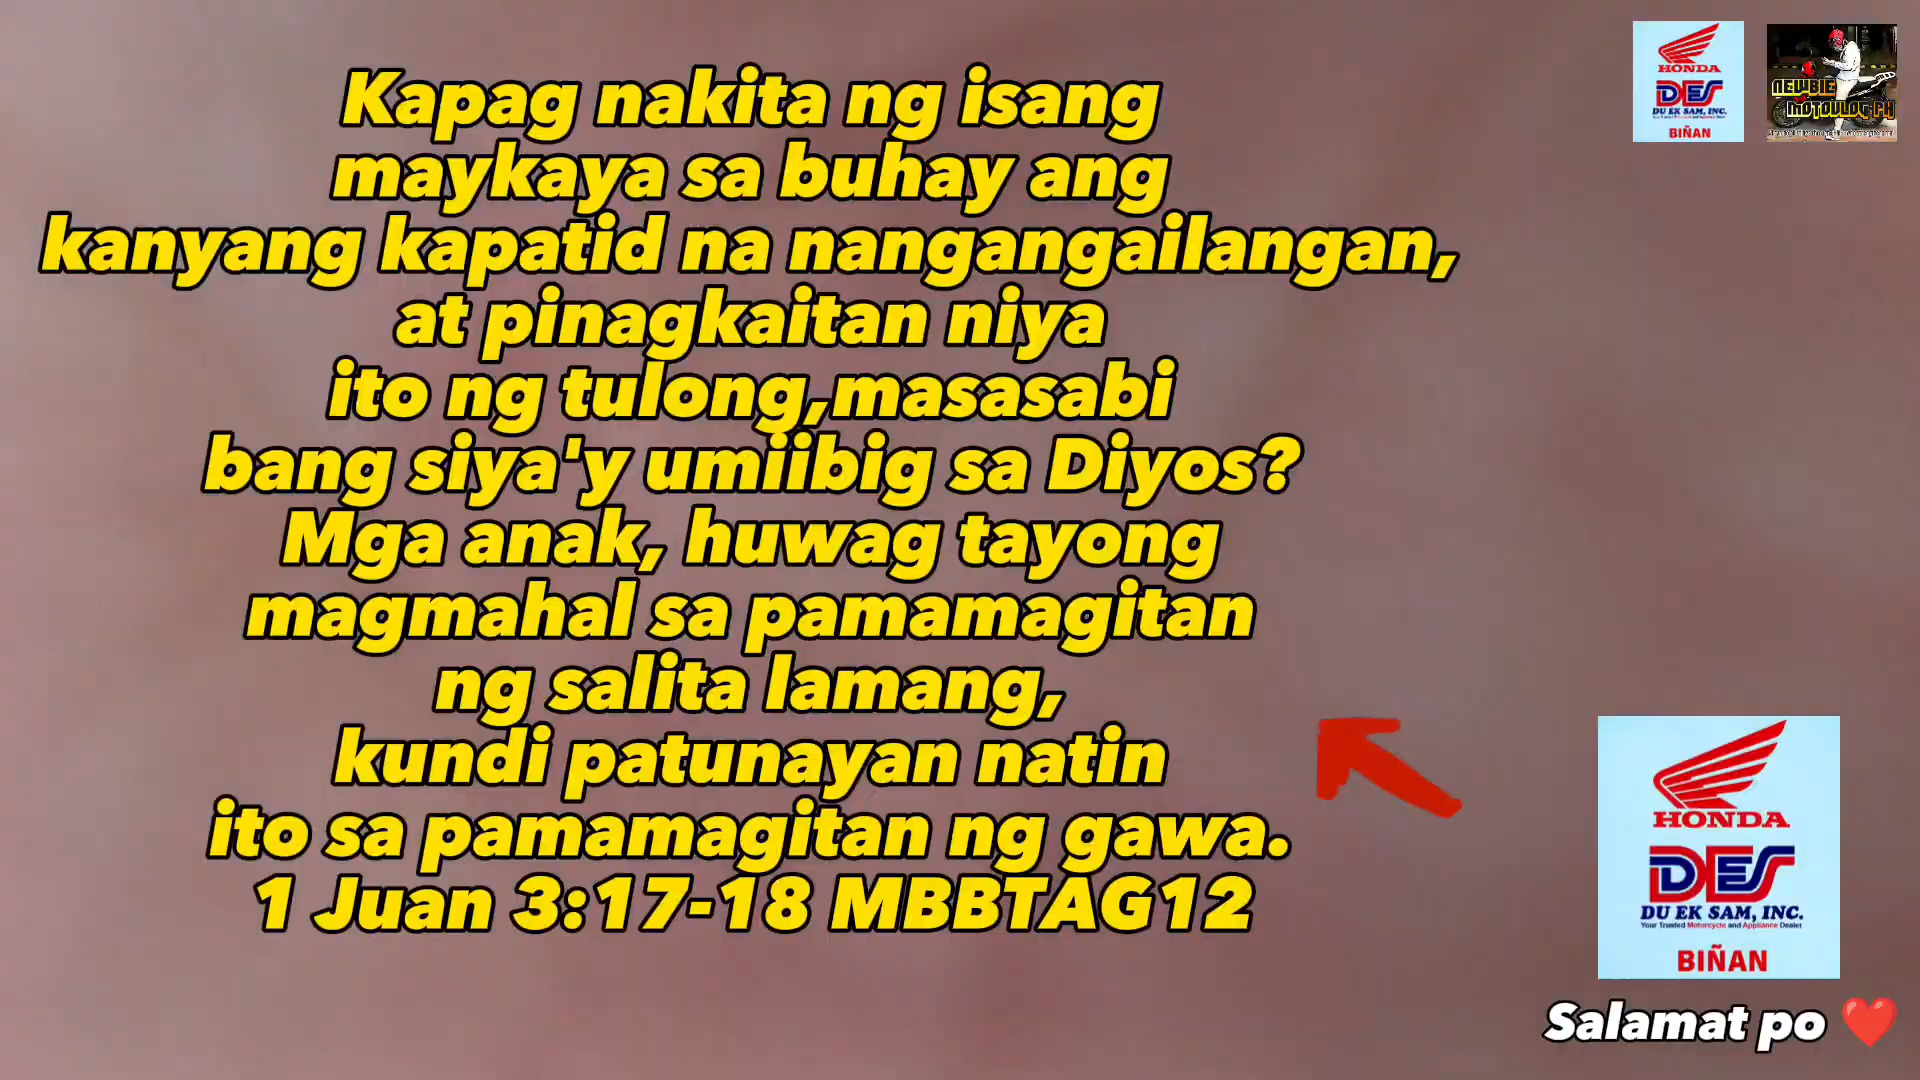 Kapag nakita ng isang
maykaya sa buhay ang
kanyang kapatid na nangangailangan,
at pinagkaitan niya
ito ng tulong,masasabi
bang siya'y umiibig sa Diyos?
Mga anak, huwag tayong
magmahal sa pamamagitan
ng salita lamang,
kundi patunayan natin
ito sa pamamagitan ng gawa.
1 Juan 3:17-18 MBBTAG12
HONDA
DES
DU EK SAM, INC.
BIÑAN
NEWBIE
MOTOVLOG PH
HONDA
DES
DU EK SAM, INC.
Your Trusted Motorcycle and Appliance Dealer
BIÑAN
Salamat po ❤️